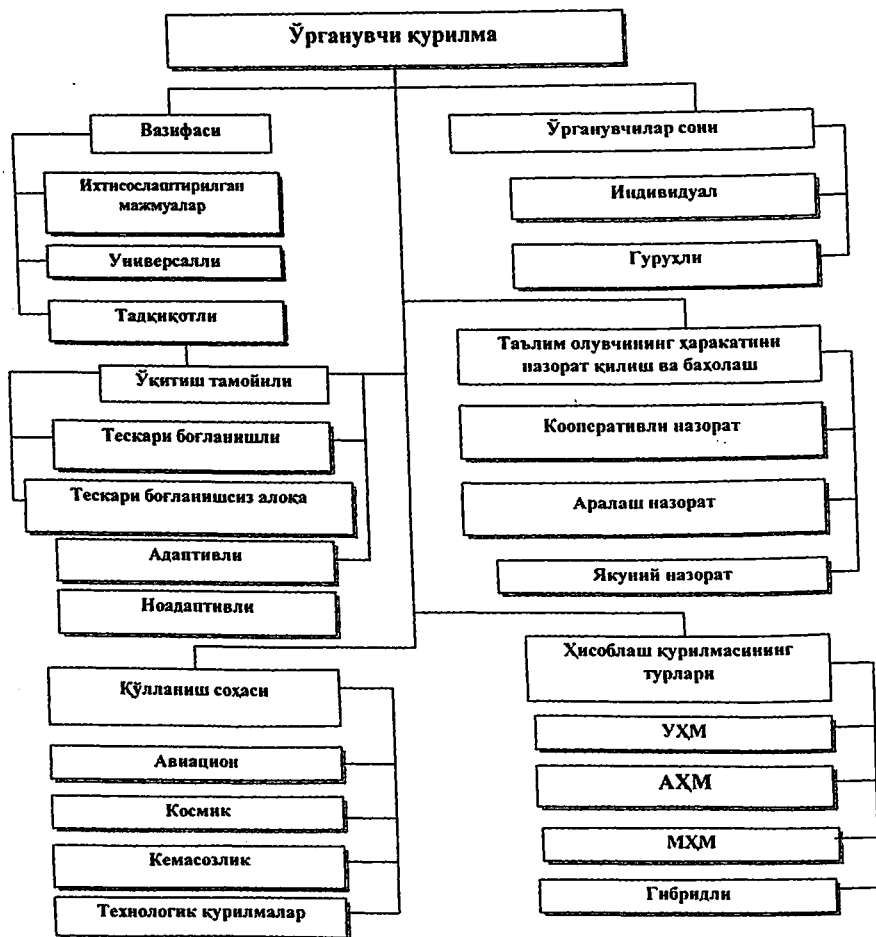 Ўрганувчи қурилма
Вазифаси
Ихтисослаштирилган
мажмуалар
Универсалли
Тадқиқотли
Ўқитиш тамойили
Тескари боғланишли
Тескари боғланишсиз алоқа
Адаптивли
Ноадаптивли
Қўлланиш соҳаси
Авиацион
Космик
Кемасозлик
Технологик қурилмалар
Ўрганувчилар сони
Индивидуал
Гуруҳли
Таълим олувчининг ҳаракатини
назорат қилиш ва баҳолаш
Кооперативли назорат
Аралаш назорат
Якуний назорат
Ҳисоблаш қурилмасининг
турлари
УҲМ
АҲМ
МҲМ
Гибридли